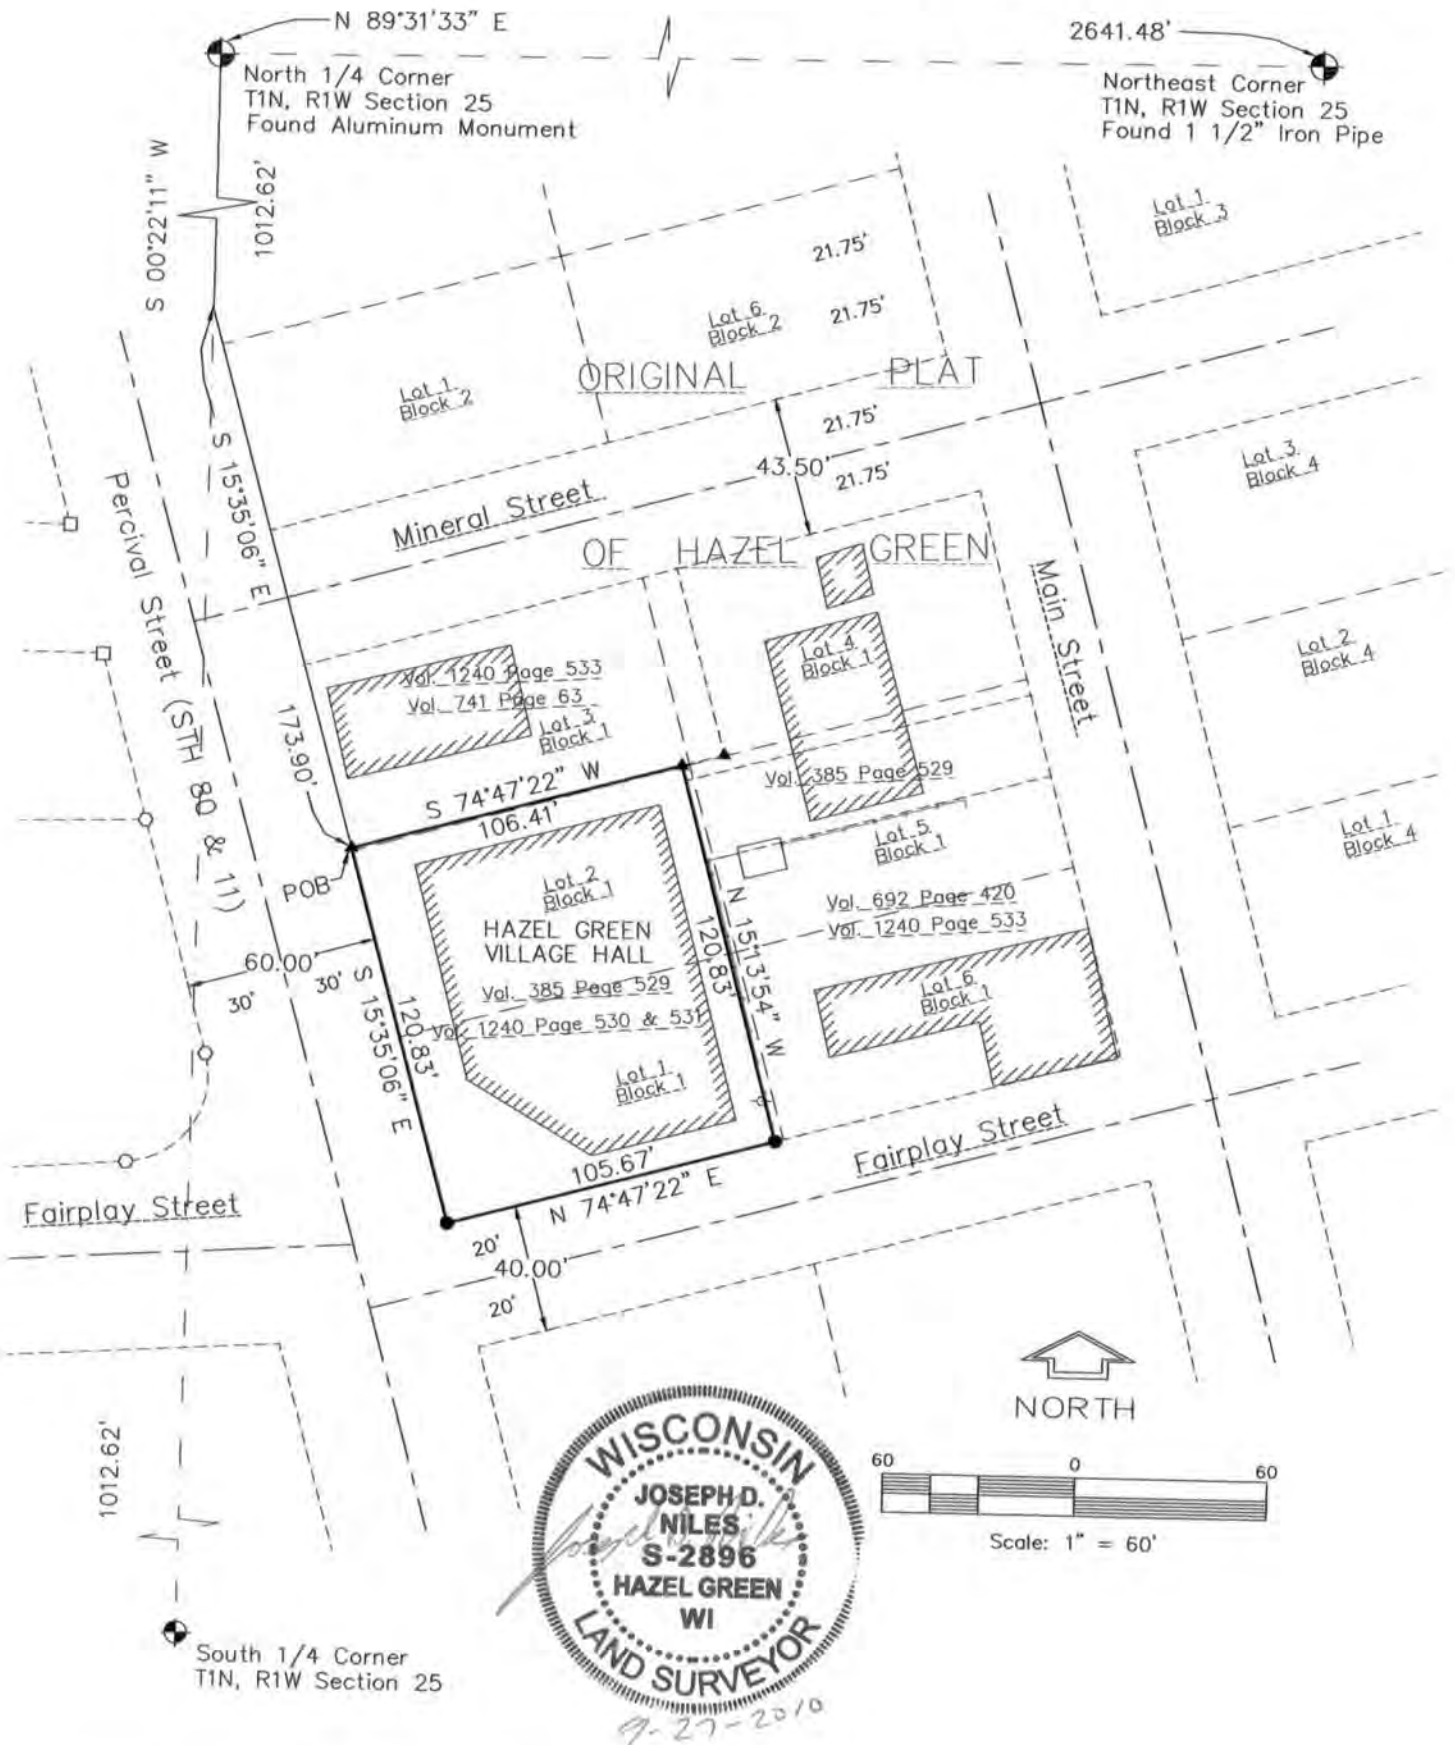 N 89°31'33" E
2641.48'
North 1/4 Corner
T1N, R1W Section 25
Found Aluminum Monument
Northeast Corner
T1N, R1W Section 25
Found 1 1/2" Iron Pipe
S 00°22'11" W
1012.62'
Lot 1
Block 3
21.75'
Lot 6
Block 2
21.75'
Lot 1
Block 2
ORIGINAL PLAT
21.75'
43.50'
21.75'
S 15°35'06" E
Percival Street (STH 80 & 11)
Mineral Street
Lot 3
Block 4
OF HAZEL GREEN
Main Street
Lot 4
Block 1
Lot 2
Block 4
Vol. 1240 Page 533
Vol. 741 Page 63
Lot 3
Block 1
173.90'
S 74°47'22" W
106.41'
Vol. 385 Page 529
Lot 5
Block 1
Lot 1
Block 4
POB
Lot 2
Block 1
HAZEL GREEN
VILLAGE HALL
Vol. 385 Page 529
Vol. 1240 Page 530 & 531
Lot 1
Block 1
N 15°13'54" W
120.83'
Vol. 692 Page 420
Vol. 1240 Page 533
Lot 6
Block 1
60.00'
30'
30'
S 15°35'06" E
120.83'
105.67'
N 74°47'22" E
Fairplay Street
Fairplay Street
20'
40.00'
20'
NORTH
60 0 60
Scale: 1" = 60'
1012.62'
WISCONSIN
JOSEPH D.
NILES
S-2896
HAZEL GREEN
WI
LAND SURVEYOR
9-27-2010
South 1/4 Corner
T1N, R1W Section 25